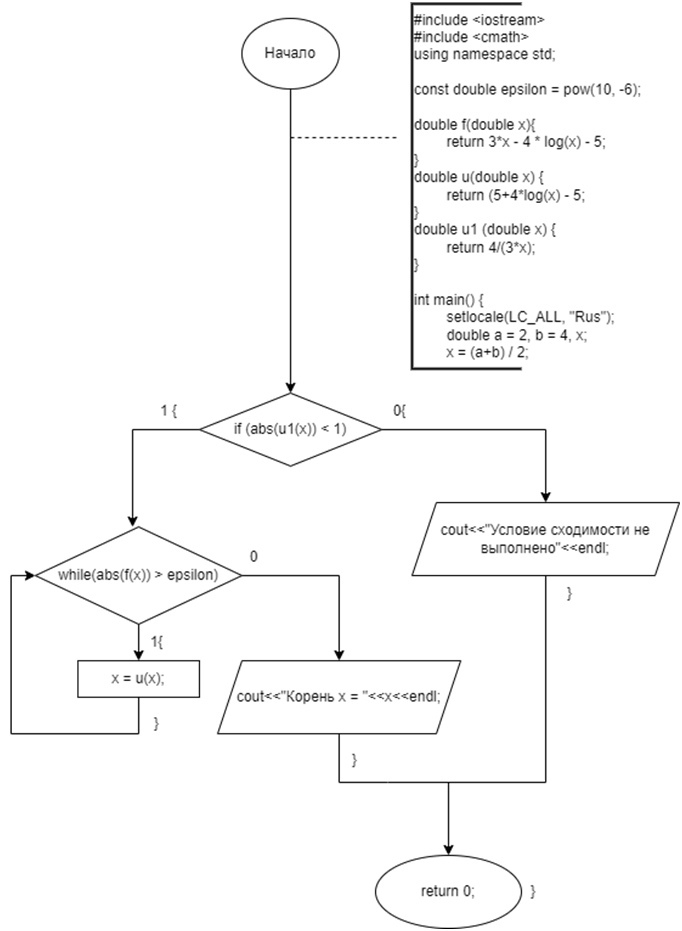 Начало
#include <iostream>
#include <cmath>
using namespace std;
const double epsilon = pow(10, -6);
double f(double x){
return 3*x - 4 * log(x) - 5;
}
double u(double x) {
return (5+4*log(x) - 5;
}
double u1 (double x) {
return 4/(3*x);
}
int main() {
setlocale(LC_ALL, "Rus");
double a = 2, b = 4, x;
x = (a+b) / 2;
1 {
0{
if (abs(u1(x)) < 1)
cout<<"Условие сходимости не
выполнено"<<endl;
}
while(abs(f(x)) > epsilon)
0
1{
x = u(x);
}
cout<<"Корень x = "<<x<<endl;
}
return 0;
}